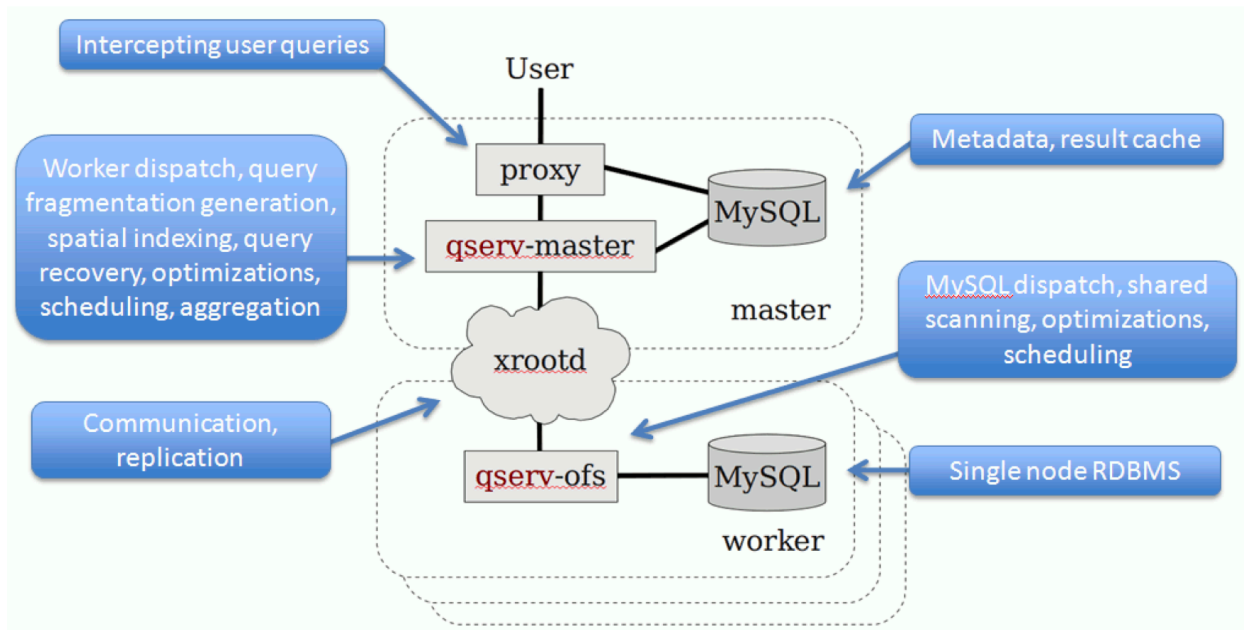 Intercepting user queries
User
Metadata, result cache
proxy
Worker dispatch, query
fragmentation generation,
spatial indexing, query
recovery, optimizations,
scheduling, aggregation
MySQL
qserv-master
master
MySQL dispatch, shared
scanning, optimizations,
scheduling
xrootd
Communication,
replication
qserv-ofs
MySQL
Single node RDBMS
worker